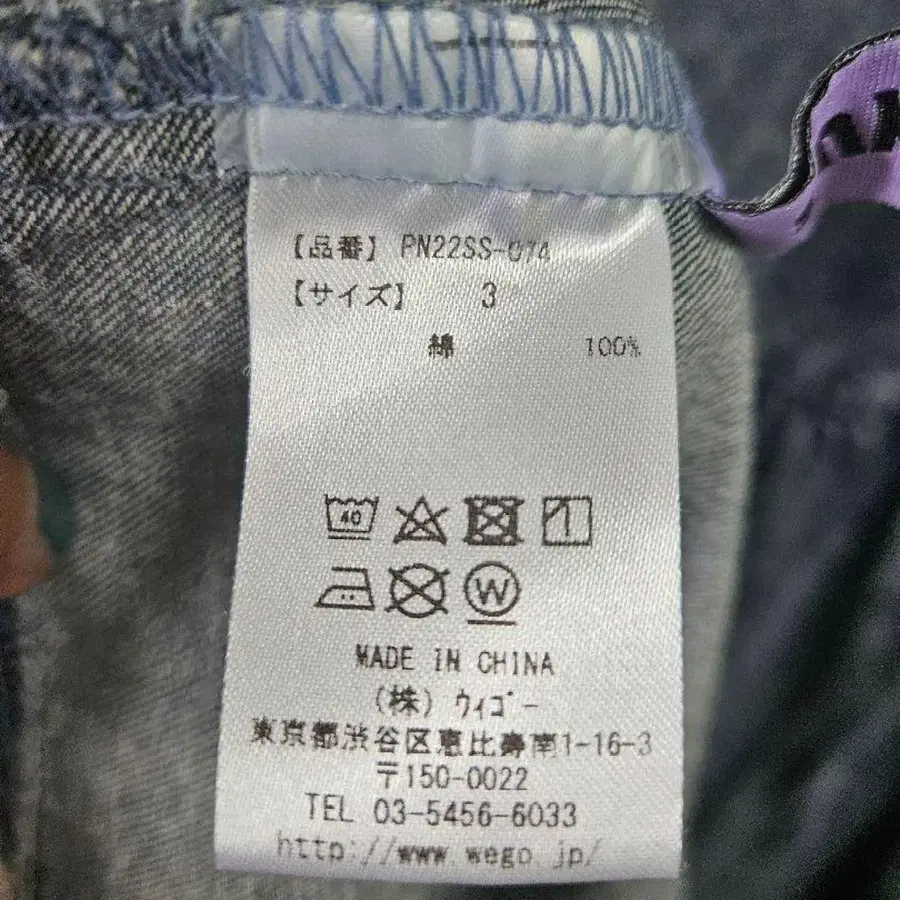 【品番】 PN22SS-074
【サイズ】 3
綿 100%
40
W
MADE IN CHINA
(株) ウィゴー
東京都渋谷区恵比寿南1-16-3
〒150-0022
TEL 03-5456-6033
http://www.wego.jp/